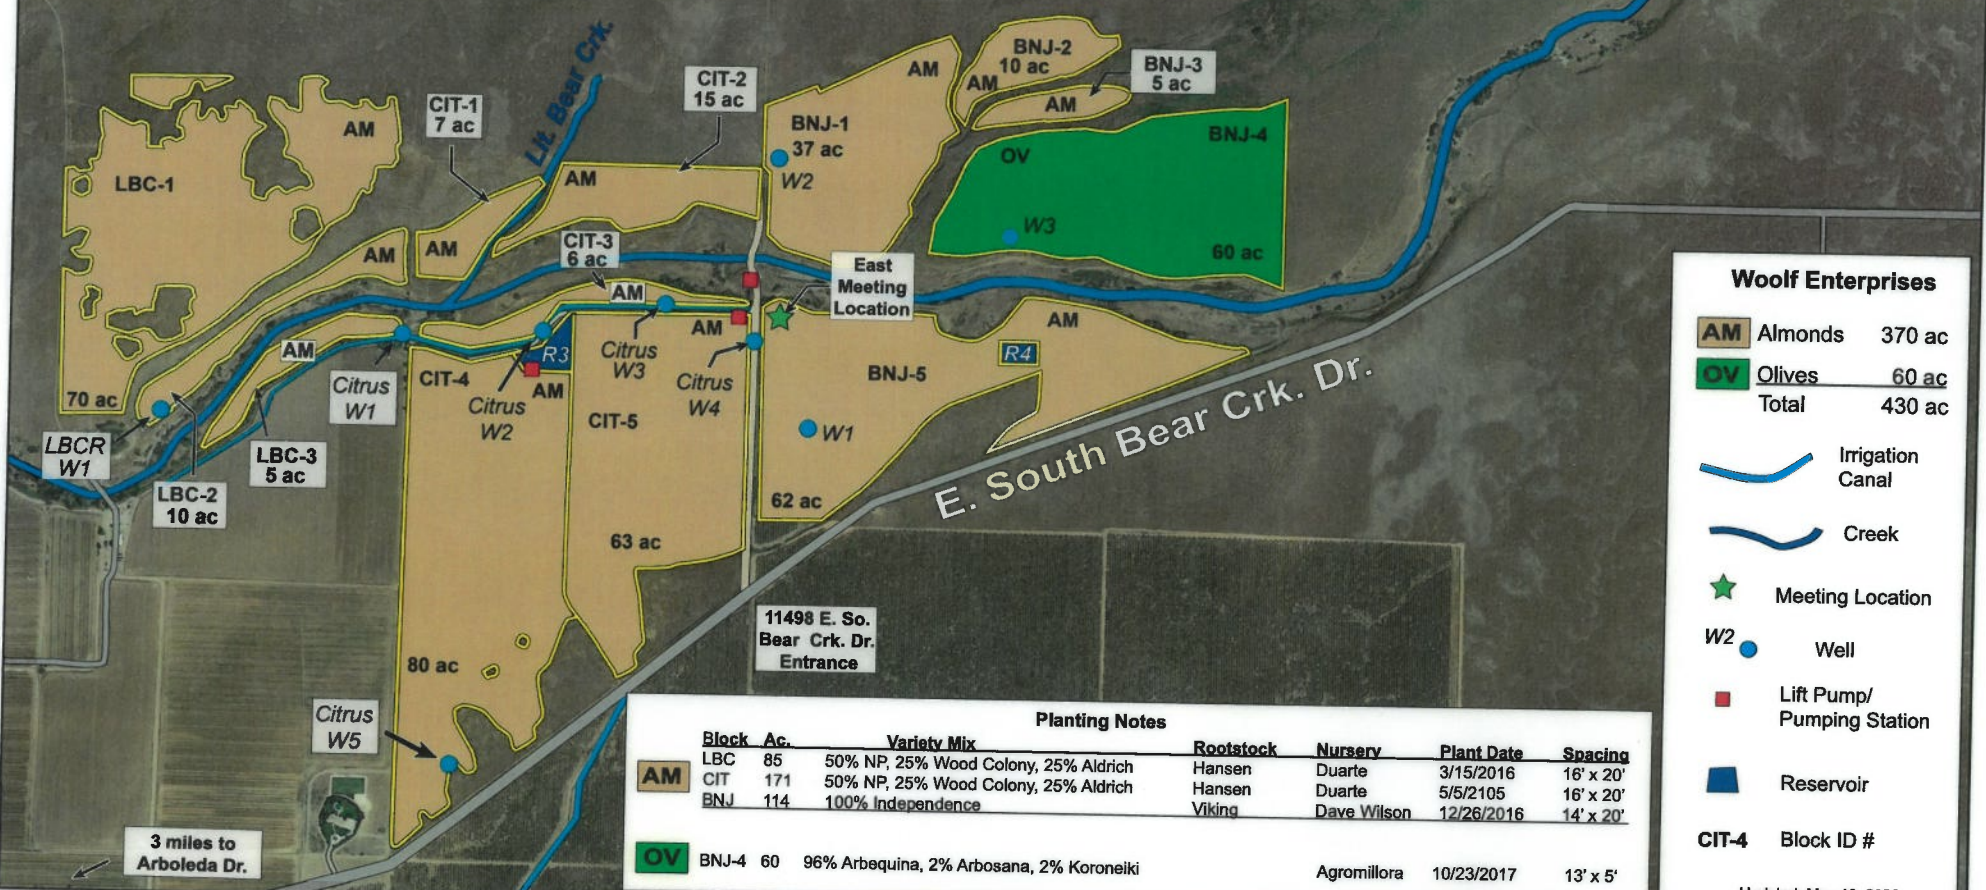 Lit. Bear Crk.
CIT-2
15 ac
CIT-1
7 ac
AM
LBC-1
AM
BNJ-1
37 ac
W2
AM
BNJ-2
10 ac
AM
BNJ-3
5 ac
AM
BNJ-4
OV
W3
60 ac
AM
CIT-3
6 ac
AM
AM
AM
East
Meeting
Location
AM
AM
R3
Citrus
W3
R4
AM
Citrus
W1
CIT-4
AM
Citrus
W2
CIT-5
Citrus
W4
BNJ-5
W1
70 ac
LBCR
W1
LBC-3
5 ac
LBC-2
10 ac
62 ac
63 ac
E. South Bear Crk. Dr.
80 ac
Citrus
W5
11498 E. So.
Bear Crk. Dr.
Entrance
3 miles to
Arboleda Dr.
Woolf Enterprises
AM Almonds 370 ac
OV Olives 60 ac
Total 430 ac
Irrigation
Canal
Creek
Meeting Location
W2 Well
Lift Pump/
Pumping Station
Reservoir
CIT-4 Block ID #
Planting Notes
Block Ac. Variety Mix Rootstock Nursery Plant Date Spacing
AM
LBC 85 50% NP, 25% Wood Colony, 25% Aldrich Hansen Duarte 3/15/2016 16' x 20'
CIT 171 50% NP, 25% Wood Colony, 25% Aldrich Hansen Duarte 5/5/2105 16' x 20'
BNJ 114 100% Independence Viking Dave Wilson 12/26/2016 14' x 20'
OV BNJ-4 60 96% Arbequina, 2% Arbosana, 2% Koroneiki Agromillora 10/23/2017 13' x 5'